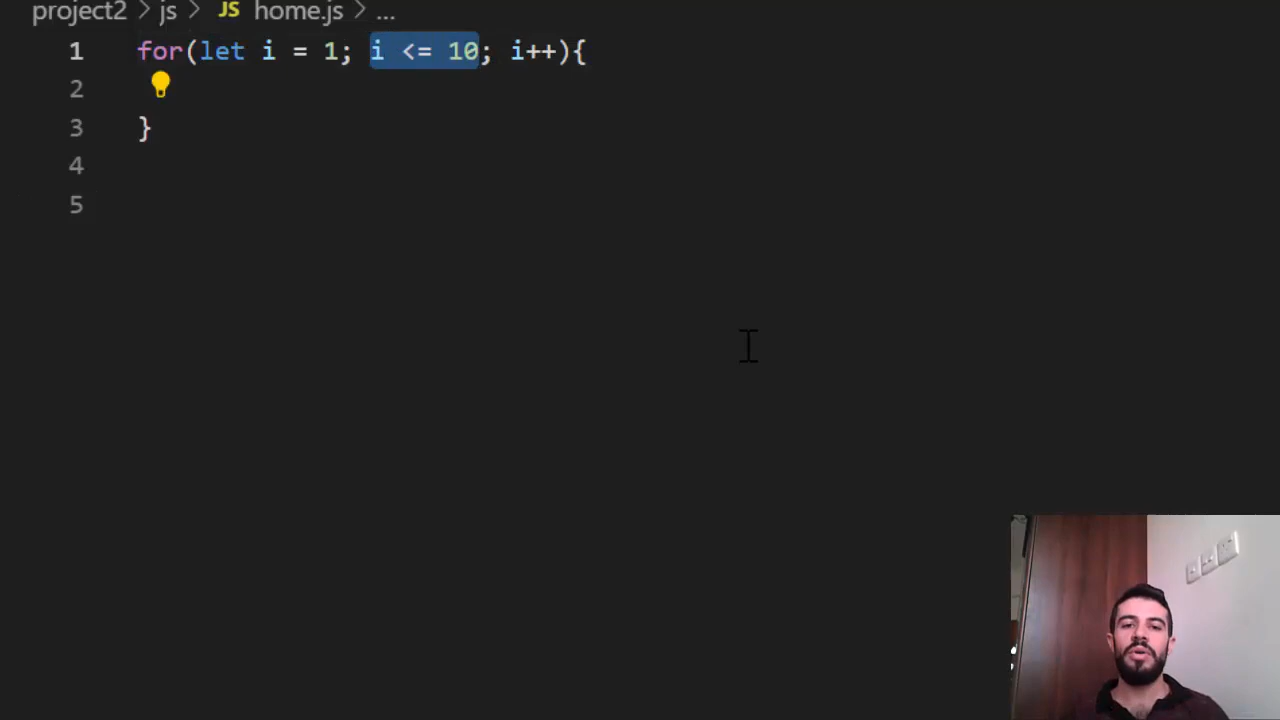 project2 > js > JS home.js > ...
1 for(let i = 1; i <= 10; i++){
2
3 }
4
5